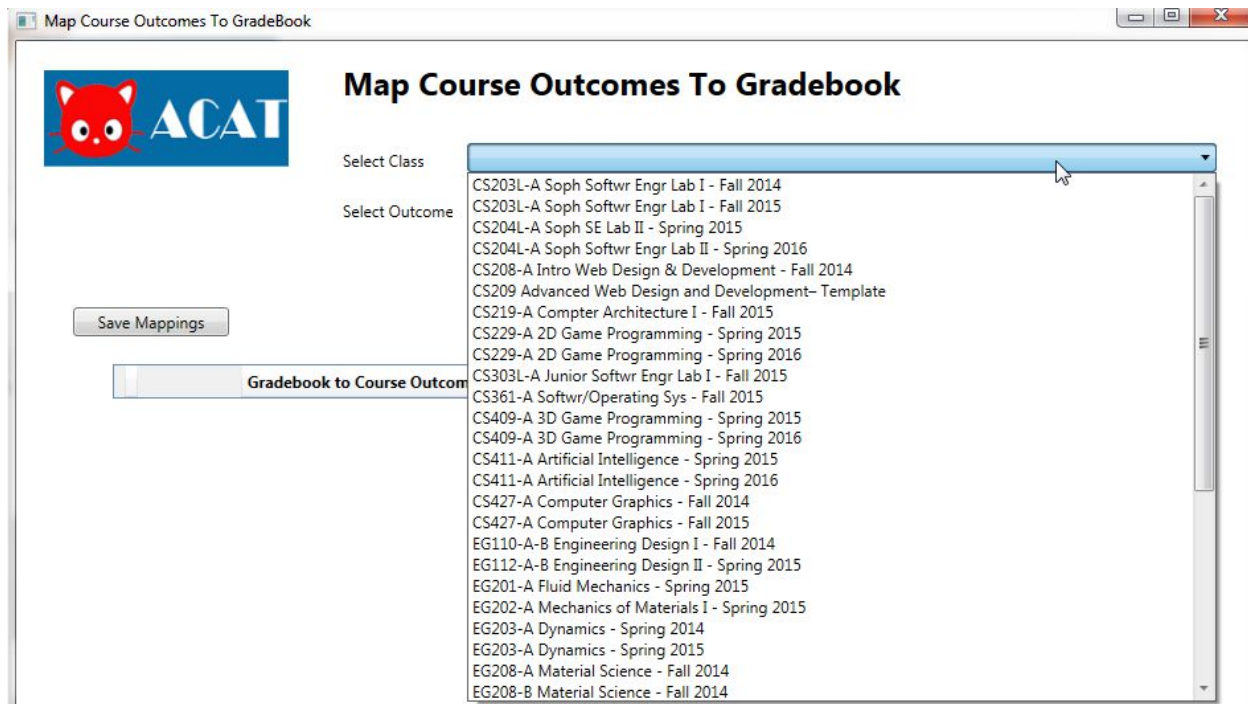 Map Course Outcomes To GradeBook
ACAT
Map Course Outcomes To Gradebook
Select Class
CS203L-A Soph Softwr Engr Lab I - Fall 2014
CS203L-A Soph Softwr Engr Lab I - Fall 2015
Select Outcome
CS204L-A Soph SE Lab II - Spring 2015
CS204L-A Soph Softwr Engr Lab II - Spring 2016
CS208-A Intro Web Design & Development - Fall 2014
CS209 Advanced Web Design and Development– Template
CS219-A Compter Architecture I - Fall 2015
Save Mappings
CS229-A 2D Game Programming - Spring 2015
CS229-A 2D Game Programming - Spring 2016
CS303L-A Junior Softwr Engr Lab I - Fall 2015
Gradebook to Course Outcom
CS361-A Softwr/Operating Sys - Fall 2015
CS409-A 3D Game Programming - Spring 2015
CS409-A 3D Game Programming - Spring 2016
CS411-A Artificial Intelligence - Spring 2015
CS411-A Artificial Intelligence - Spring 2016
CS427-A Computer Graphics - Fall 2014
CS427-A Computer Graphics - Fall 2015
EG110-A-B Engineering Design I - Fall 2014
EG112-A-B Engineering Design II - Spring 2015
EG201-A Fluid Mechanics - Spring 2015
EG202-A Mechanics of Materials I - Spring 2015
EG203-A Dynamics - Spring 2014
EG203-A Dynamics - Spring 2015
EG208-A Material Science - Fall 2014
EG208-B Material Science - Fall 2014